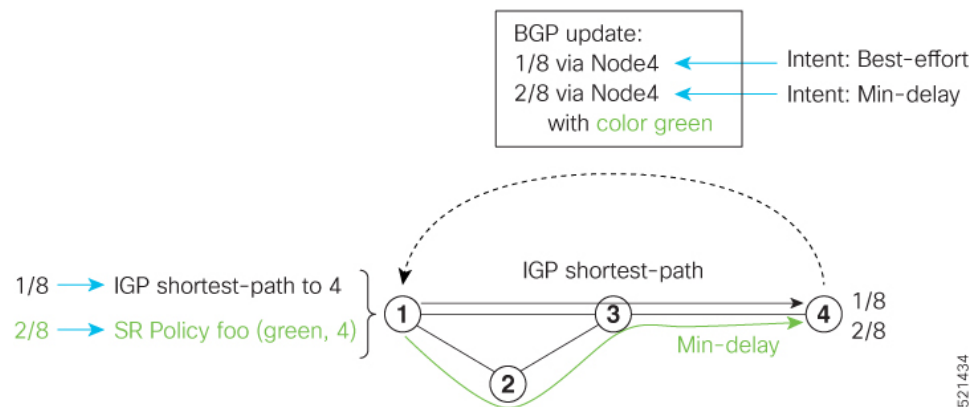 BGP update:
1/8 via Node4
Intent: Best-effort
2/8 via Node4
Intent: Min-delay
with color green
IGP shortest-path
1/8
IGP shortest-path to 4
2/8
SR Policy foo (green, 4)
1
3
4
1/8
2/8
Min-delay
2
521434